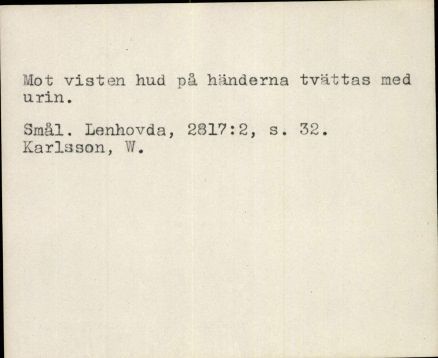 Mot visten hud på händerna tvättas med
urin.
Smål. Lenhovda, 2817:2, s. 32.
Karlsson, W.